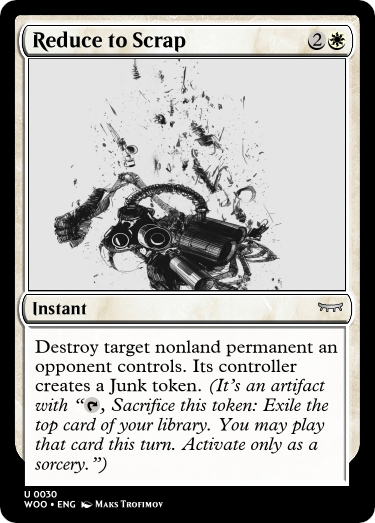 Reduce to Scrap 2
Instant
Destroy target nonland permanent an
opponent controls. Its controller
creates a Junk token. (It's an artifact
with “, Sacrifice this token: Exile the
top card of your library. You may play
that card this turn. Activate only as a
sorcery.”)
U 0030
WOO • ENG Maks Trofimov